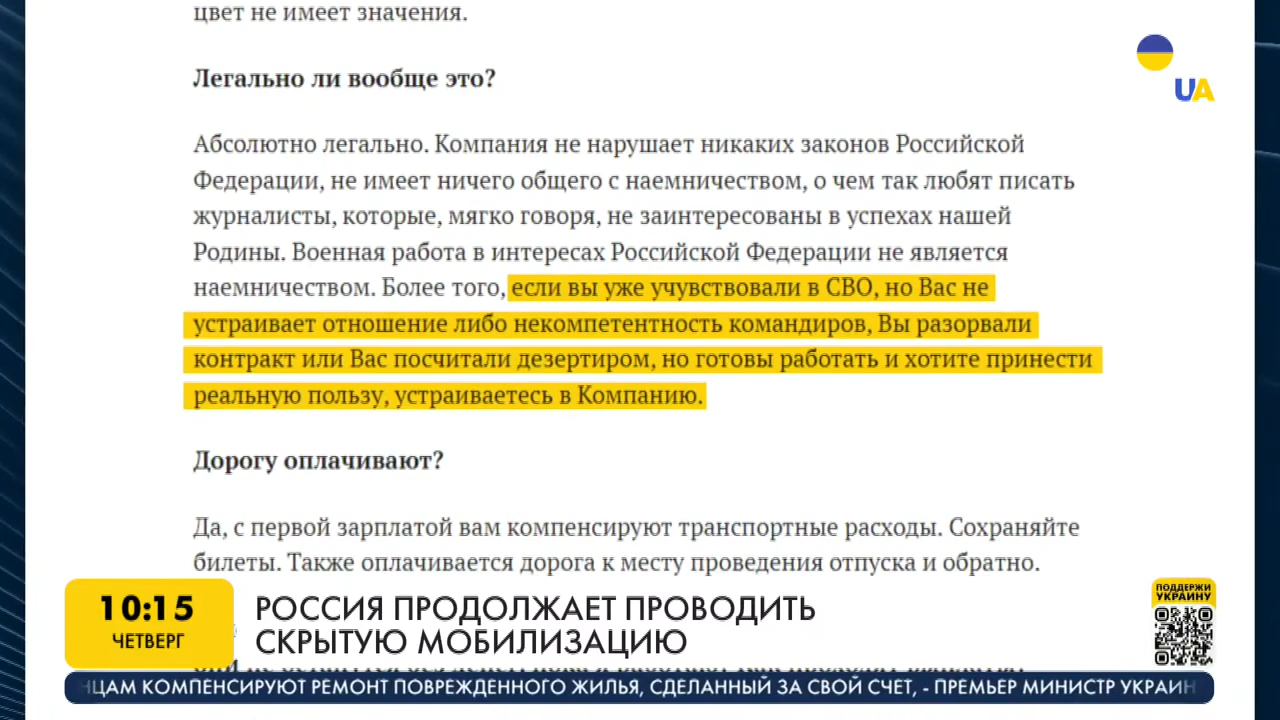 цвет не имеет значения.
Легально ли вообще это?
Абсолютно легально. Компания не нарушает никаких законов Российской
Федерации, не имеет ничего общего с наемничеством, о чем так любят писать
журналисты, которые, мягко говоря, не заинтересованы в успехах нашей
Родины. Военная работа в интересах Российской Федерации не является
наемничеством. Более того, если вы уже учувствовали в СВО, но Вас не
устраивает отношение либо некомпетентность командиров, Вы разорвали
контракт или Вас посчитали дезертиром, но готовы работать и хотите принести
реальную пользу, устраиваетесь в Компанию.
Дорогу оплачивают?
Да, с первой зарплатой вам компенсируют транспортные расходы. Сохраняйте
билеты. Также оплачивается дорога к месту проведения отпуска и обратно.
UA
ПОДДЕРЖИ
УКРАИНУ
10:15
ЧЕТВЕРГ
РОССИЯ ПРОДОЛЖАЕТ ПРОВОДИТЬ
СКРЫТУЮ МОБИЛИЗАЦИЮ
НЦАМ КОМПЕНСИРУЮТ РЕМОНТ ПОВРЕЖДЕННОГО ЖИЛЬЯ, СДЕЛАННЫЙ ЗА СВОЙ СЧЕТ, - ПРЕМЬЕР МИНИСТР УКРАИН